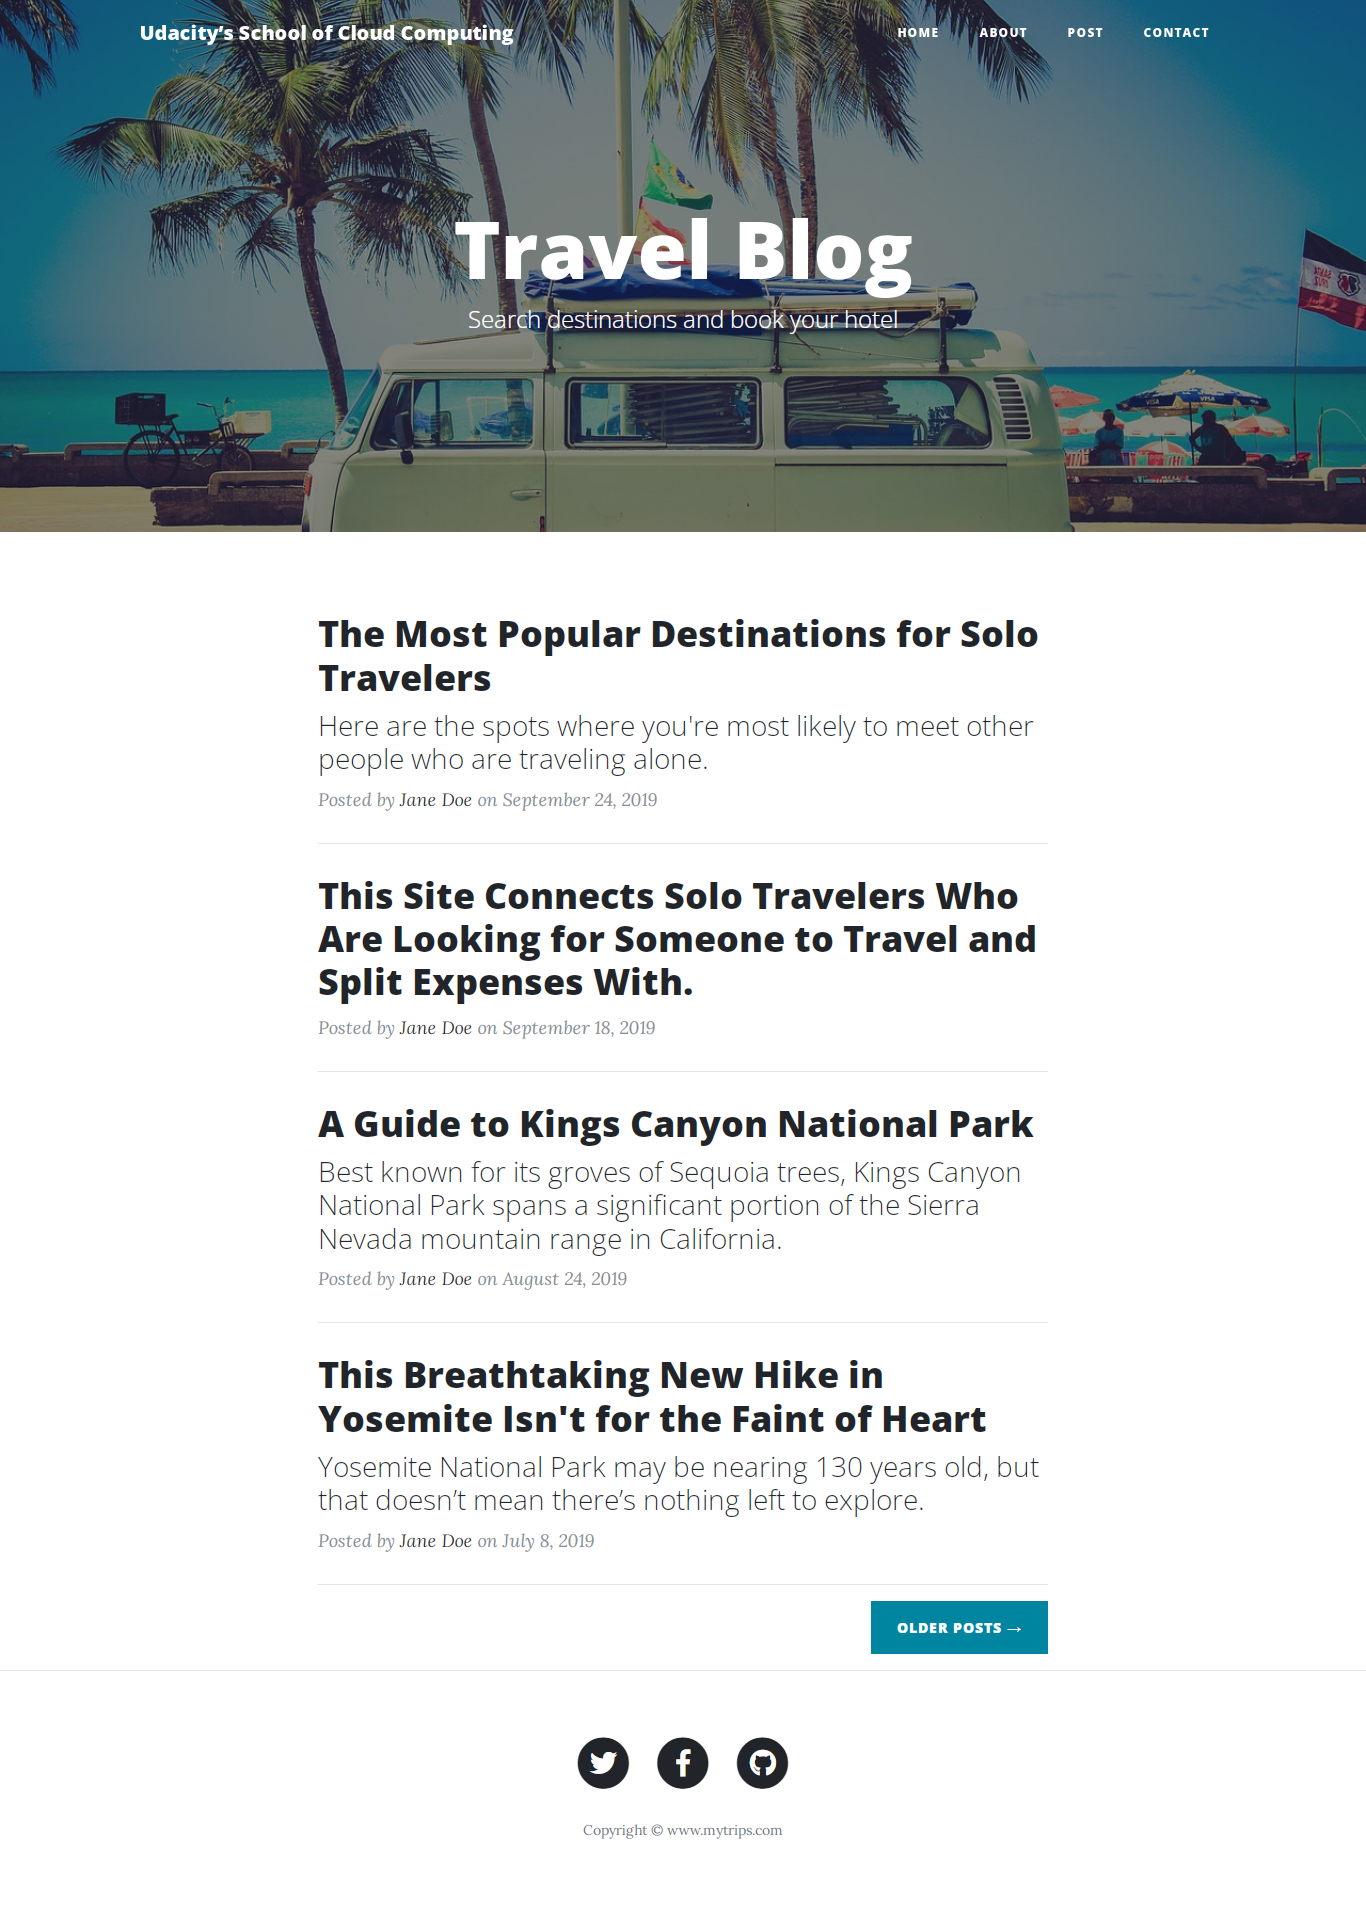 Udacity’s School of Cloud Computing
HOME ABOUT POST CONTACT
Travel Blog
Search destinations and book your hotel
VISA
VISA
The Most Popular Destinations for Solo
Travelers
Here are the spots where you're most likely to meet other
people who are traveling alone.
Posted by Jane Doe on September 24, 2019
This Site Connects Solo Travelers Who
Are Looking for Someone to Travel and
Split Expenses With.
Posted by Jane Doe on September 18, 2019
A Guide to Kings Canyon National Park
Best known for its groves of Sequoia trees, Kings Canyon
National Park spans a significant portion of the Sierra
Nevada mountain range in California.
Posted by Jane Doe on August 24, 2019
This Breathtaking New Hike in
Yosemite Isn't for the Faint of Heart
Yosemite National Park may be nearing 130 years old, but
that doesn’t mean there’s nothing left to explore.
Posted by Jane Doe on July 8, 2019
OLDER POSTS →
Copyright © www.mytrips.com